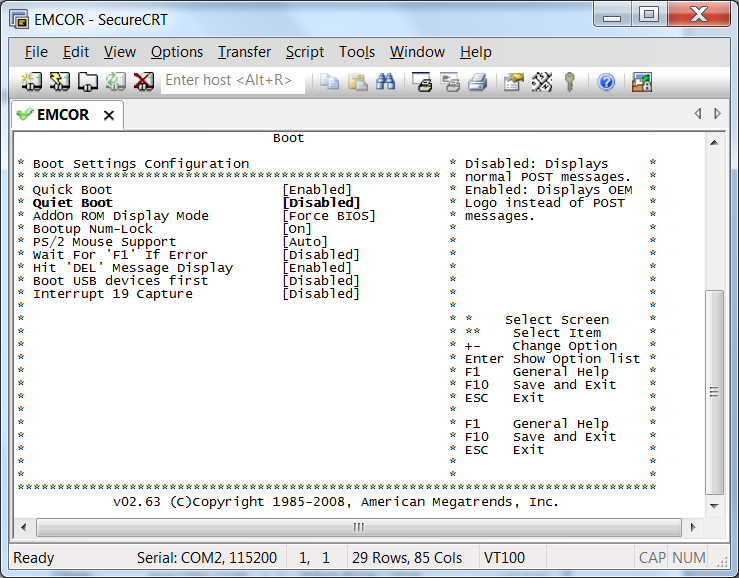 EMCOR - SecureCRT
File Edit View Options Transfer Script Tools Window Help
Enter host <Alt+R>
EMCOR
Boot
* Boot Settings Configuration * Disabled: Displays *
* *************************************************** * normal POST messages. *
* Quick Boot [Enabled] * Enabled: Displays OEM *
* Quiet Boot [Disabled] * Logo instead of POST *
* AddOn ROM Display Mode [Force BIOS] * messages. *
* Bootup Num-Lock [On] * *
* PS/2 Mouse Support [Auto] * *
* Wait For 'F1' If Error [Disabled] * *
* Hit 'DEL' Message Display [Enabled] * *
* Boot USB devices first [Disabled] * *
* Interrupt 19 Capture [Disabled] * *
* * *
* * * Select Screen *
* * ** Select Item *
* * +- Change Option *
* * Enter Show Option list *
* * F1 General Help *
* * F10 Save and Exit *
* * ESC Exit *
* * *
* * F1 General Help *
* * F10 Save and Exit *
* * ESC Exit *
* * *
* * *
********************************************************************************
v02.63 (C)Copyright 1985-2008, American Megatrends, Inc.
Ready Serial: COM2, 115200 1, 1 29 Rows, 85 Cols VT100 CAP NUM